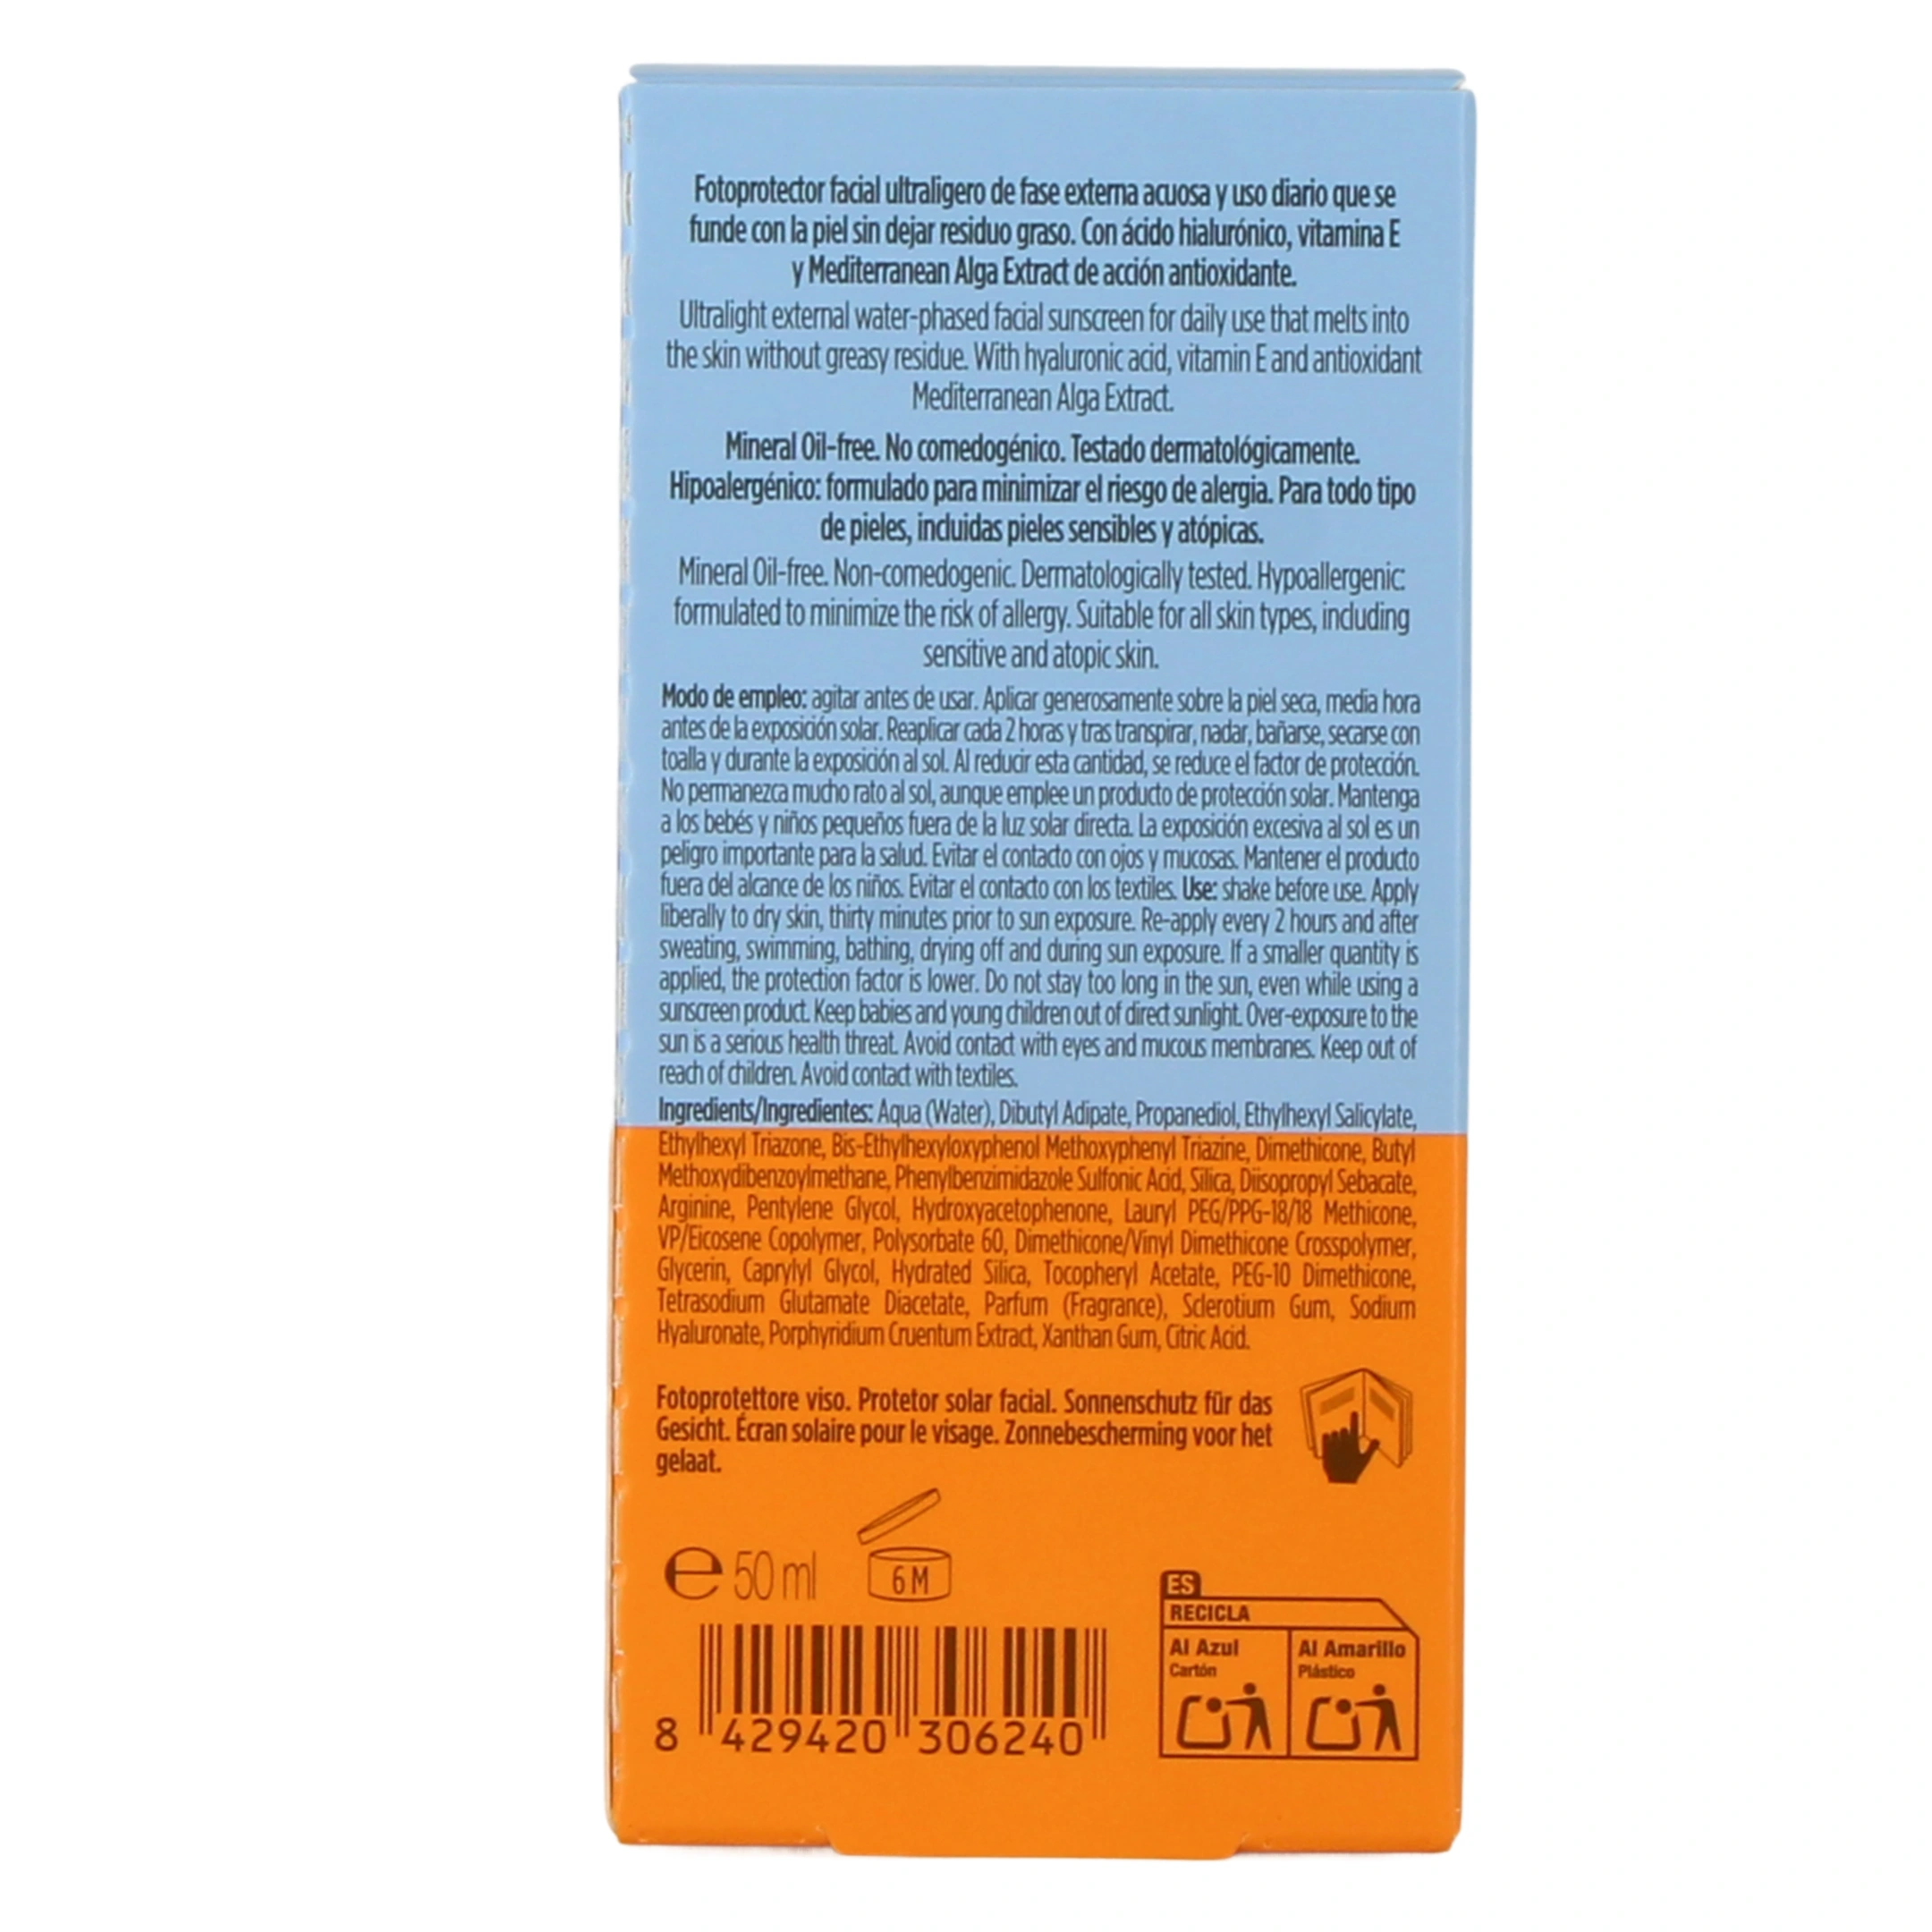 Fotoprotector facial ultraligero de fase externa acuosa y uso diario que se
funde con la piel sin dejar residuo graso. Con ácido hialurónico, vitamina E
y Mediterranean Alga Extract de acción antioxidante.
Ultralight external water-phased facial sunscreen for daily use that melts into
the skin without greasy residue. With hyaluronic acid, vitamin E and antioxidant
Mediterranean Alga Extract.
Mineral Oil-free. No comedogénico. Testado dermatológicamente.
Hipoalergénico: formulado para minimizar el riesgo de alergia. Para todo tipo
de pieles, incluidas pieles sensibles y atópicas.
Mineral Oil-free. Non-comedogenic. Dermatologically tested. Hypoallergenic:
formulated to minimize the risk of allergy. Suitable for all skin types, including
sensitive and atopic skin.
Modo de empleo: agitar antes de usar. Aplicar generosamente sobre la piel seca, media hora
antes de la exposición solar. Reaplicar cada 2 horas y tras transpirar, nadar, bañarse, secarse con
toalla y durante la exposición al sol. Al reducir esta cantidad, se reduce el factor de protección.
No permanezca mucho rato al sol, aunque emplee un producto de protección solar. Mantenga
a los bebés y niños pequeños fuera de la luz solar directa. La exposición excesiva al sol es un
peligro importante para la salud. Evitar el contacto con ojos y mucosas. Mantener el producto
fuera del alcance de los niños. Evitar el contacto con los textiles. Use: shake before use. Apply
liberally to dry skin, thirty minutes prior to sun exposure. Re-apply every 2 hours and after
sweating, swimming, bathing, drying off and during sun exposure. If a smaller quantity is
applied, the protection factor is lower. Do not stay too long in the sun, even while using a
sunscreen product. Keep babies and young children out of direct sunlight. Over-exposure to the
sun is a serious health threat. Avoid contact with eyes and mucous membranes. Keep out of
reach of children. Avoid contact with textiles.
Ingredients/Ingredientes: Aqua (Water), Dibutyl Adipate, Propanediol, Ethylhexyl Salicylate,
Ethylhexyl Triazone, Bis-Ethylhexyloxyphenol Methoxyphenyl Triazine, Dimethicone, Butyl
Methoxydibenzoylmethane, Phenylbenzimidazole Sulfonic Acid, Silica, Diisopropyl Sebacate,
Arginine, Pentylene Glycol, Hydroxyacetophenone, Lauryl PEG/PPG-18/18 Methicone,
VP/Eicosene Copolymer, Polysorbate 60, Dimethicone/Vinyl Dimethicone Crosspolymer,
Glycerin, Caprylyl Glycol, Hydrated Silica, Tocopheryl Acetate, PEG-10 Dimethicone,
Tetrasodium Glutamate Diacetate, Parfum (Fragrance), Sclerotium Gum, Sodium
Hyaluronate, Porphyridium Cruentum Extract, Xanthan Gum, Citric Acid.
Fotoprotettore viso. Protetor solar facial. Sonnenschutz für das
Gesicht. Écran solaire pour le visage. Zonnebescherming voor het
gelaat.
e 50 ml
6M
ES
RECICLA
Al Azul
Cartón
Al Amarillo
Plástico
8 429420 306240